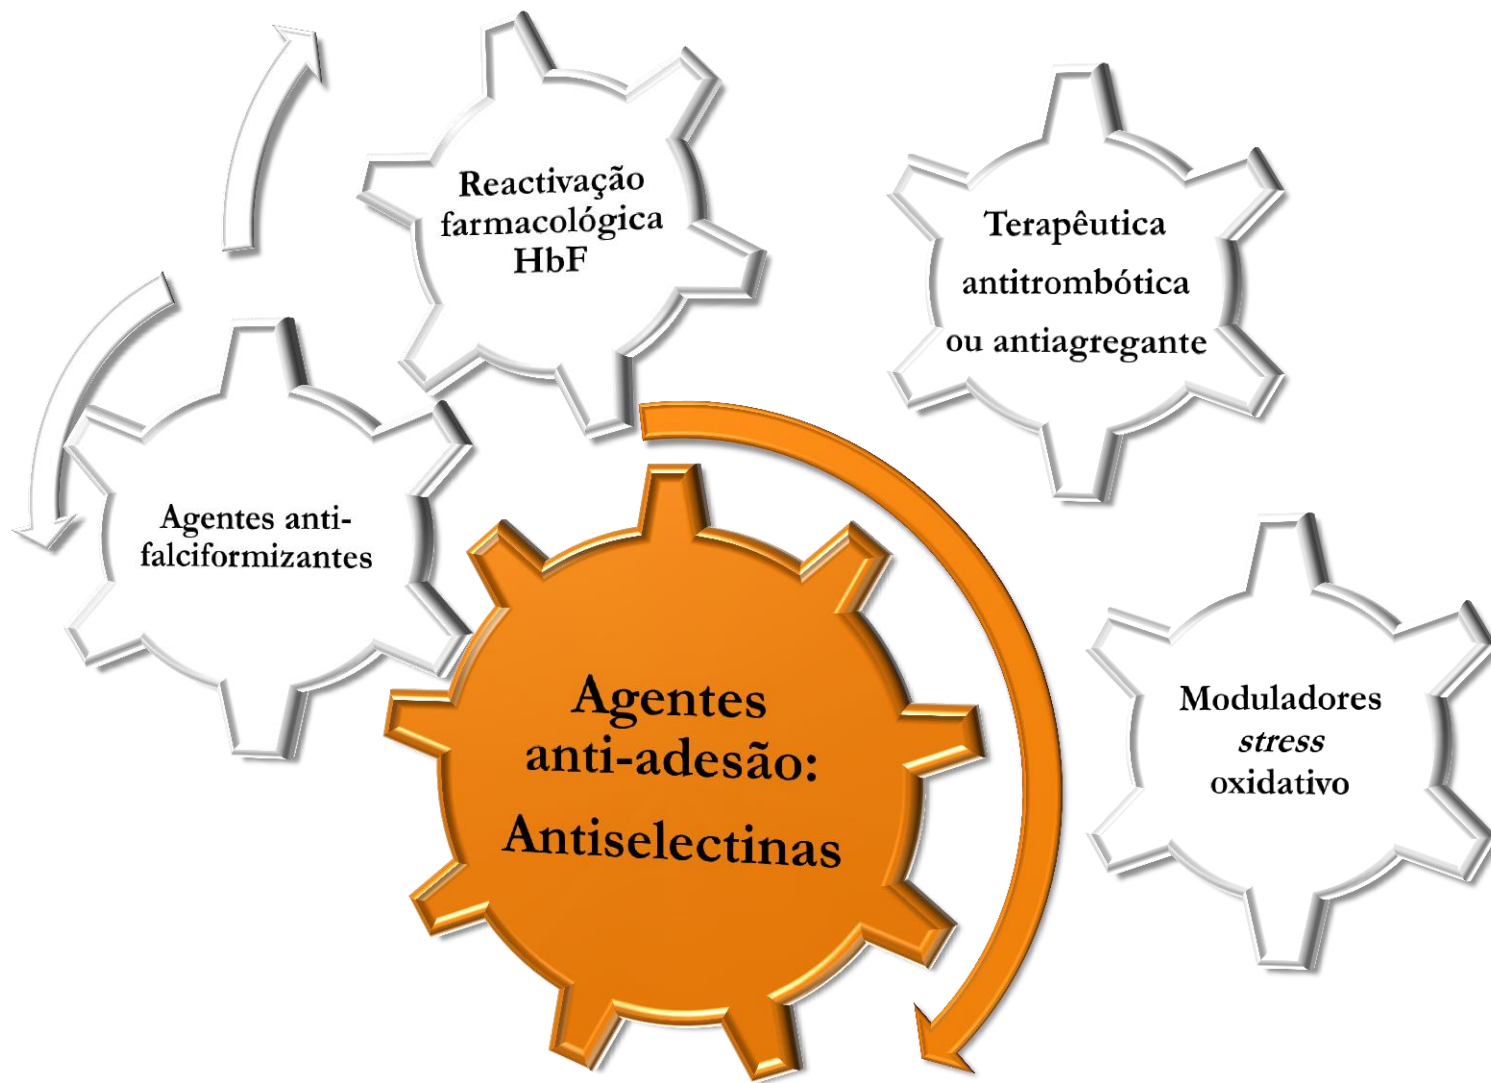 Reactivação
farmacológica
HbF
Terapêutica
antitrombótica
ou antiagregante
Agentes anti-
falciformizantes
Agentes
anti-adesão:
Antiselectinas
Moduladores
stress
oxidativo